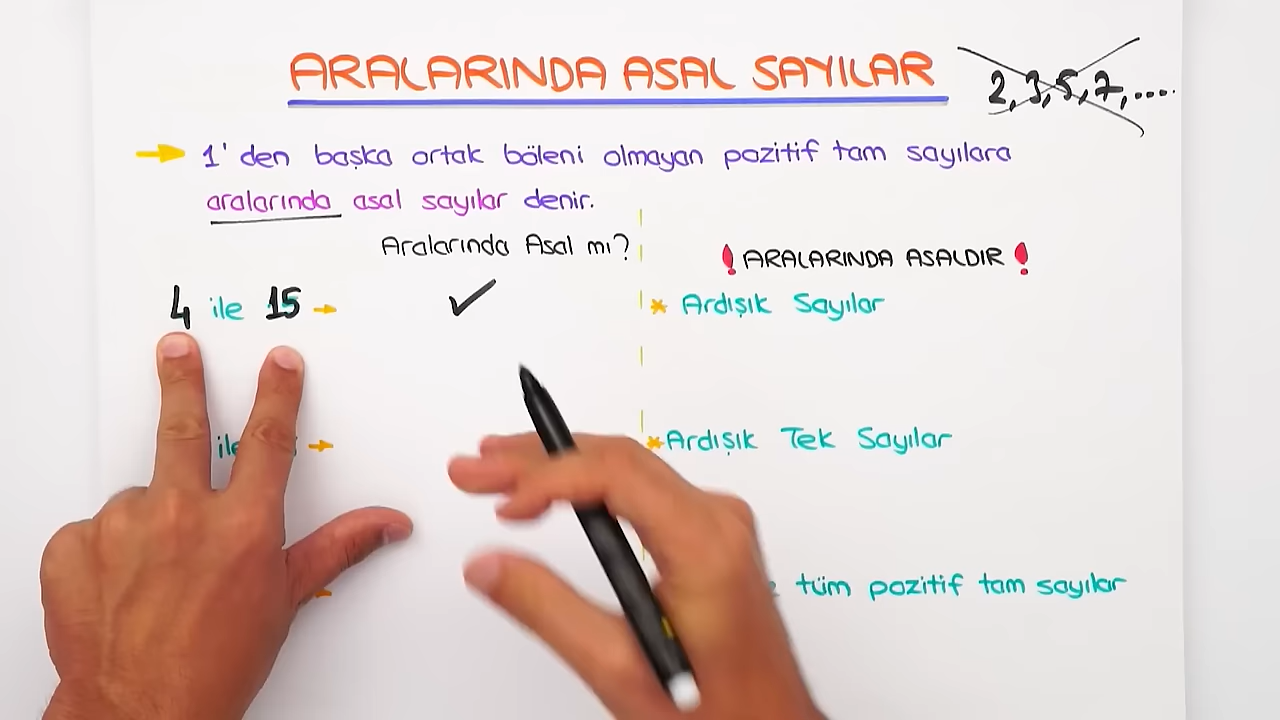 ARALARINDA ASAL SAYILAR
2, 3, 5, 7, ....
1' den başka ortak böleni olmayan pozitif tam sayılara
aralarında asal sayılar denir.
Aralarında Asal mı?
4 ile 15
ile
! ARALARINDA ASALDIR !
* Ardışık Sayılar
* Ardışık Tek Sayılar
tüm pozitif tam sayılar